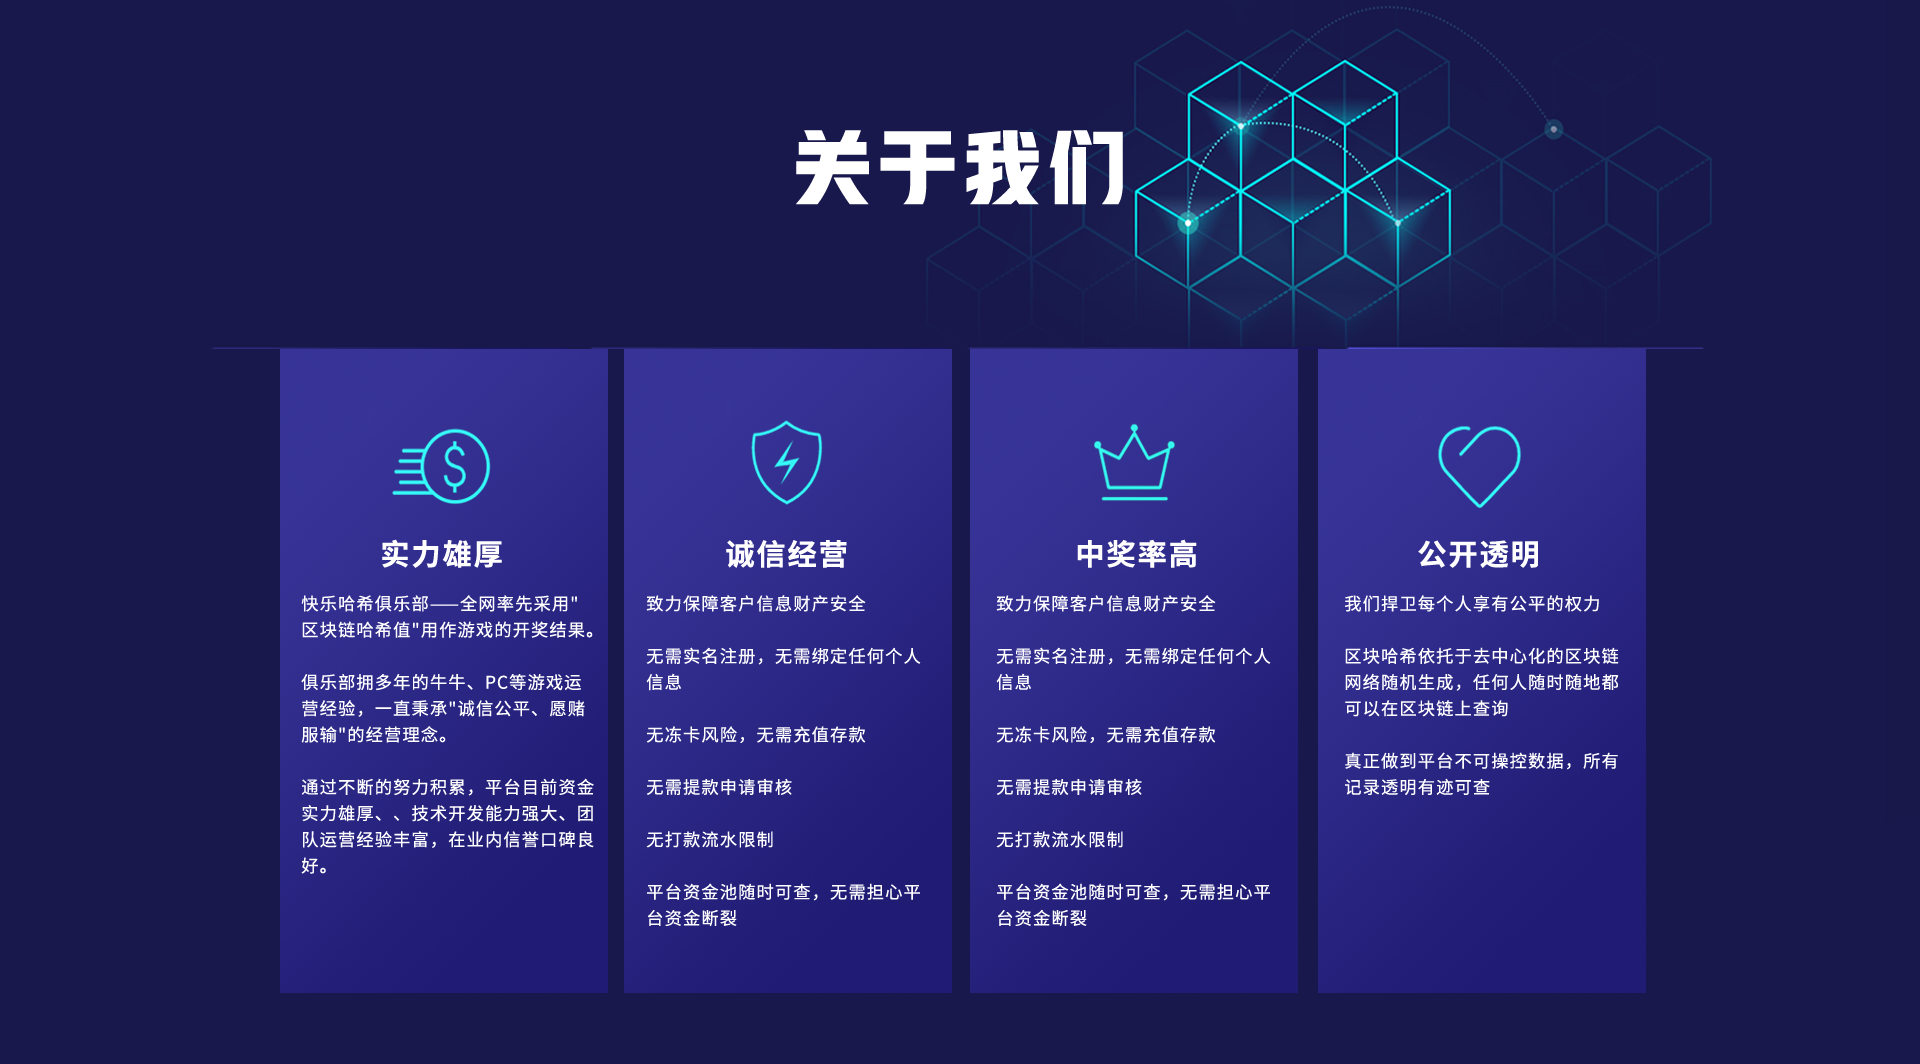 关于我们
实力雄厚
快乐哈希俱乐部——全网率先采用"
区块链哈希值"用作游戏的开奖结果。
俱乐部拥多年的牛牛、PC等游戏运
营经验，一直秉承"诚信公平、愿赌
服输"的经营理念。
通过不断的努力积累，平台目前资金
实力雄厚、、技术开发能力强大、团
队运营经验丰富，在业内信誉口碑良
好。
诚信经营
致力保障客户信息财产安全
无需实名注册，无需绑定任何个人
信息
无冻卡风险，无需充值存款
无需提款申请审核
无打款流水限制
平台资金池随时可查，无需担心平
台资金断裂
中奖率高
致力保障客户信息财产安全
无需实名注册，无需绑定任何个人
信息
无冻卡风险，无需充值存款
无需提款申请审核
无打款流水限制
平台资金池随时可查，无需担心平
台资金断裂
公开透明
我们捍卫每个人享有公平的权力
区块哈希依托于去中心化的区块链
网络随机生成，任何人随时随地都
可以在区块链上查询
真正做到平台不可操控数据，所有
记录透明有迹可查